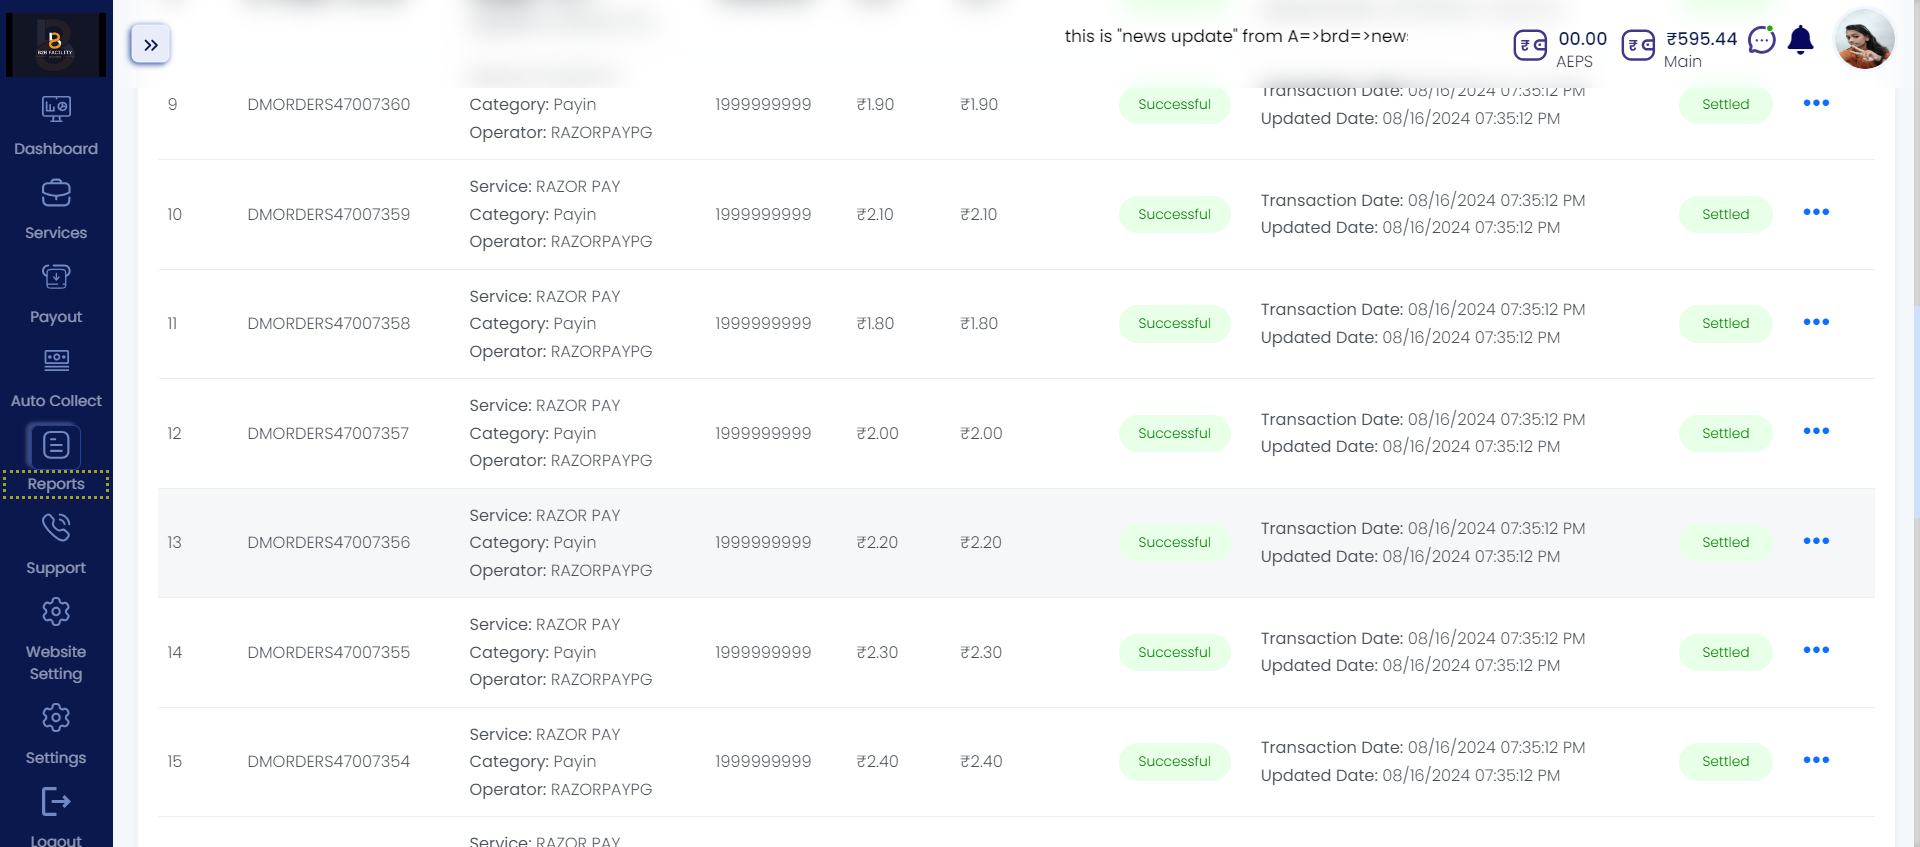 B2B FACILITY
this is "news update" from A=>brd=>new
00.00
AEPS
₹595.44
Main
Dashboard
Services
Payout
Auto Collect
Reports
Support
Website
Setting
Settings
Logout
9 DMORDERS47007360 Category: Payin 1999999999 ₹1.90 ₹1.90 Successful Transaction Date: 08/16/2024 07:35:12 PM Settled
Operator: RAZORPAYPG Updated Date: 08/16/2024 07:35:12 PM
Service: RAZOR PAY
10 DMORDERS47007359 Category: Payin 1999999999 ₹2.10 ₹2.10 Successful Transaction Date: 08/16/2024 07:35:12 PM Settled
Operator: RAZORPAYPG Updated Date: 08/16/2024 07:35:12 PM
Service: RAZOR PAY
11 DMORDERS47007358 Category: Payin 1999999999 ₹1.80 ₹1.80 Successful Transaction Date: 08/16/2024 07:35:12 PM Settled
Operator: RAZORPAYPG Updated Date: 08/16/2024 07:35:12 PM
Service: RAZOR PAY
12 DMORDERS47007357 Category: Payin 1999999999 ₹2.00 ₹2.00 Successful Transaction Date: 08/16/2024 07:35:12 PM Settled
Operator: RAZORPAYPG Updated Date: 08/16/2024 07:35:12 PM
Service: RAZOR PAY
13 DMORDERS47007356 Category: Payin 1999999999 ₹2.20 ₹2.20 Successful Transaction Date: 08/16/2024 07:35:12 PM Settled
Operator: RAZORPAYPG Updated Date: 08/16/2024 07:35:12 PM
Service: RAZOR PAY
14 DMORDERS47007355 Category: Payin 1999999999 ₹2.30 ₹2.30 Successful Transaction Date: 08/16/2024 07:35:12 PM Settled
Operator: RAZORPAYPG Updated Date: 08/16/2024 07:35:12 PM
Service: RAZOR PAY
15 DMORDERS47007354 Category: Payin 1999999999 ₹2.40 ₹2.40 Successful Transaction Date: 08/16/2024 07:35:12 PM Settled
Operator: RAZORPAYPG Updated Date: 08/16/2024 07:35:12 PM
Service: RAZOR PAY